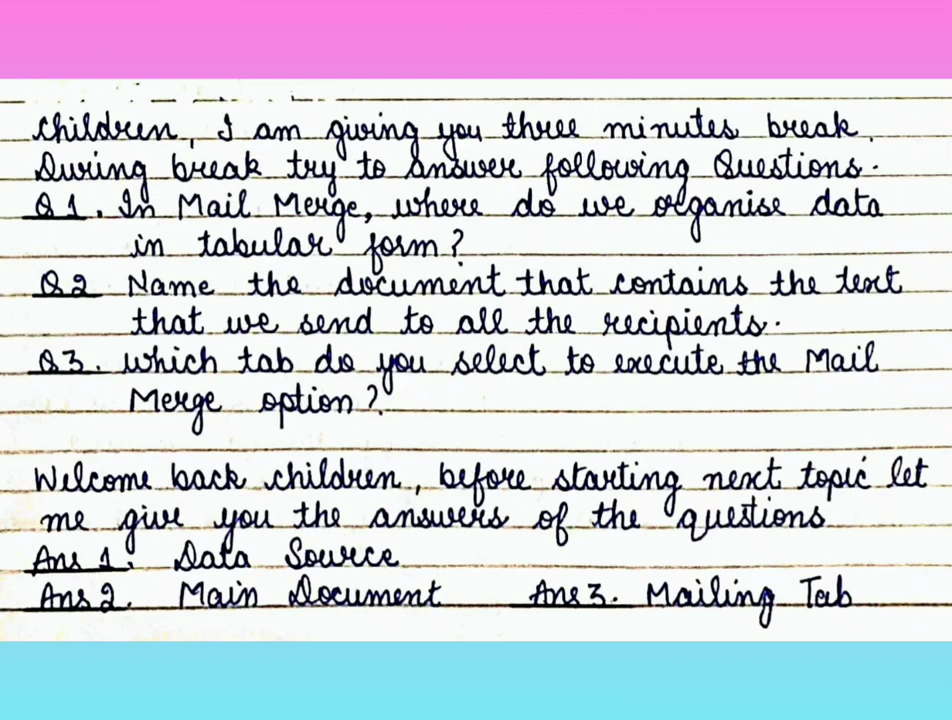 children, I am giving you three minutes break.
During break try to answer following Questions.
Q1. In Mail Merge, where do we organise data
in tabular form?
Q2 Name the document that contains the text
that we send to all the recipients.
Q3. which tab do you select to execute the Mail
Merge option?
Welcome back children, before starting next topic let
me give you the answers of the questions
Ans 1. Data Source
Ans 2. Main Document Ans 3. Mailing Tab